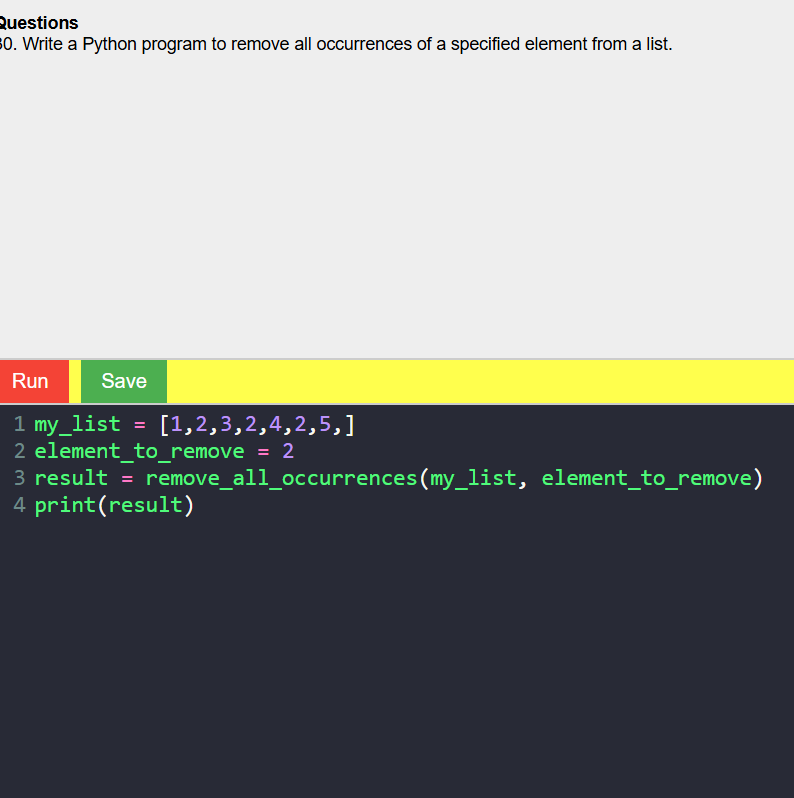 Questions
30. Write a Python program to remove all occurrences of a specified element from a list.
Run Save
1 my_list = [1,2,3,2,4,2,5,]
2 element_to_remove = 2
3 result = remove_all_occurrences(my_list, element_to_remove)
4 print(result)